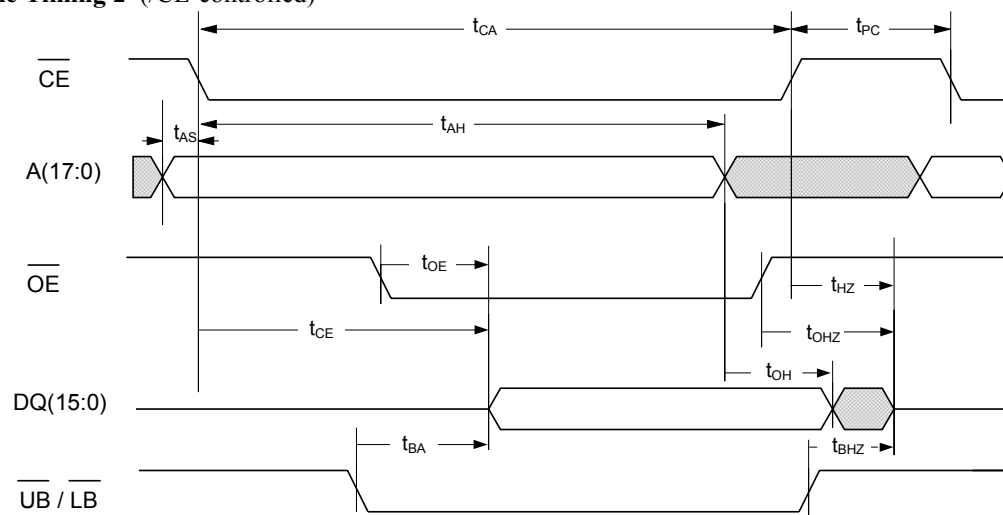 Timing 2 (/CE controlled)
tCA
tPC
CE
tAS
tAH
A(17:0)
tOE
OE
tHZ
tCE
tOHZ
tOH
DQ(15:0)
tBA
tBHZ
UB / LB